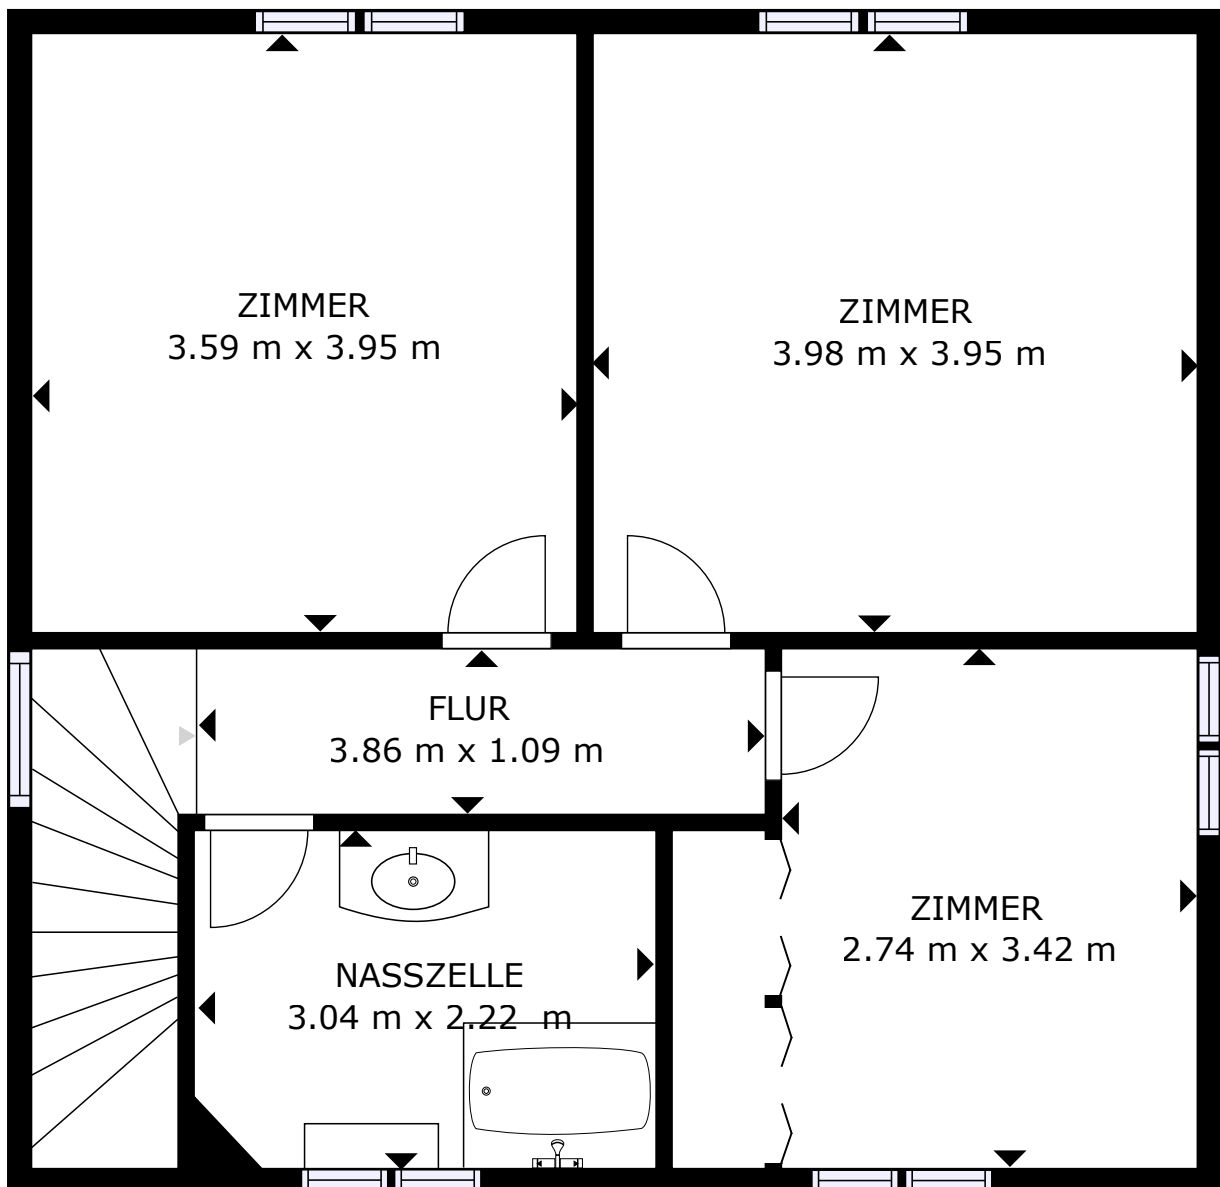 ZIMMER
3.59 m x 3.95 m
ZIMMER
3.98 m x 3.95 m
FLUR
3.86 m x 1.09 m
ZIMMER
2.74 m x 3.42 m
NASSZELLE
3.04 m x 2.22 m